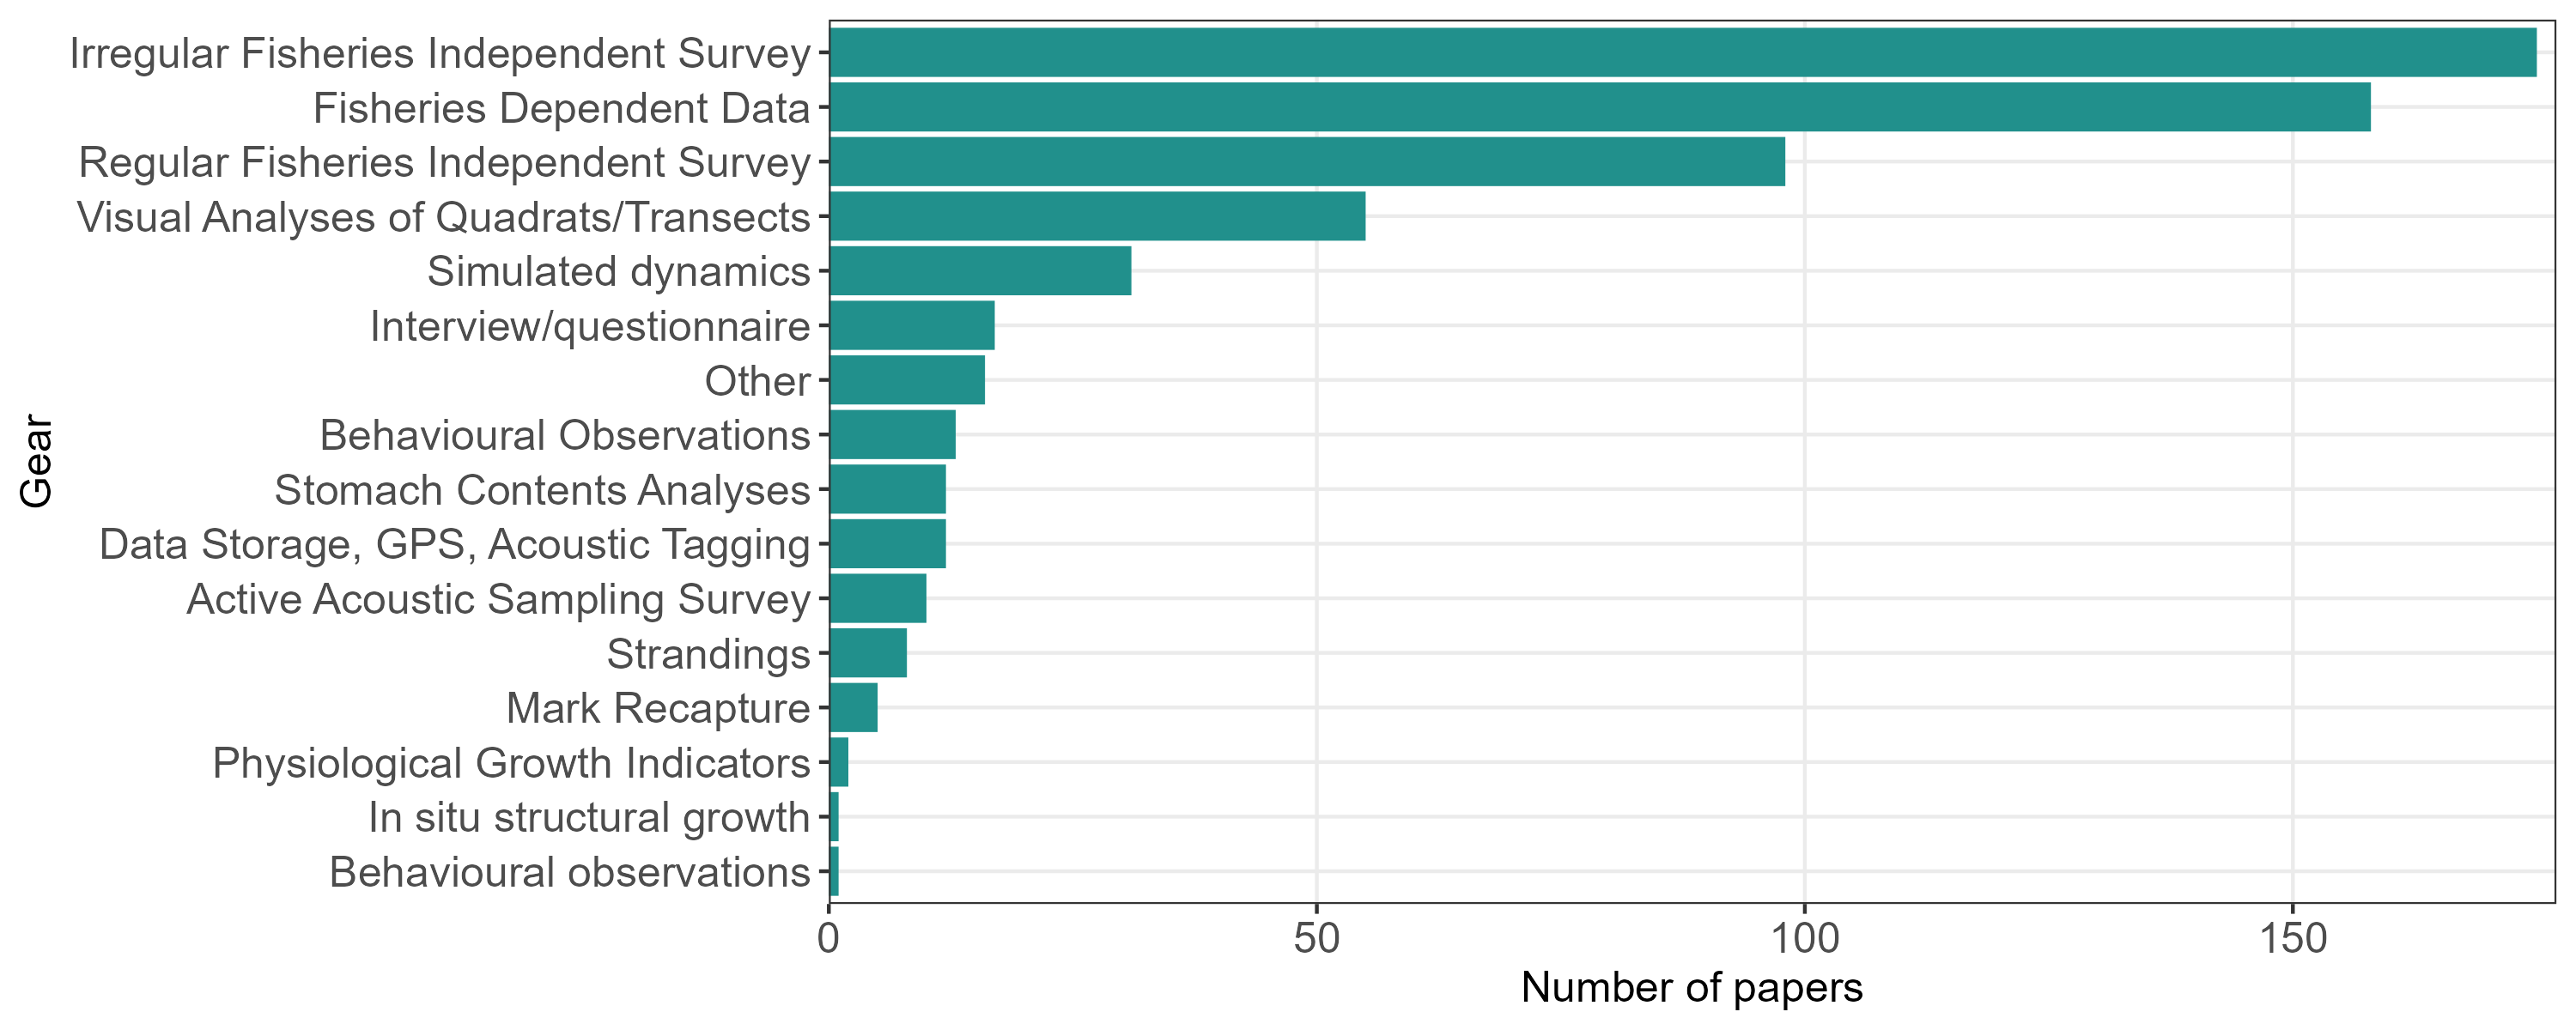 Irregular Fisheries Independent Survey
Fisheries Dependent Data
Regular Fisheries Independent Survey
Visual Analyses of Quadrats/Transects
Simulated dynamics
Interview/questionnaire
Other
Behavioural Observations
Stomach Contents Analyses
Data Storage, GPS, Acoustic Tagging
Active Acoustic Sampling Survey
Strandings
Mark Recapture
Physiological Growth Indicators
In situ structural growth
Behavioural observations
Gear
0 50 100 150
Number of papers